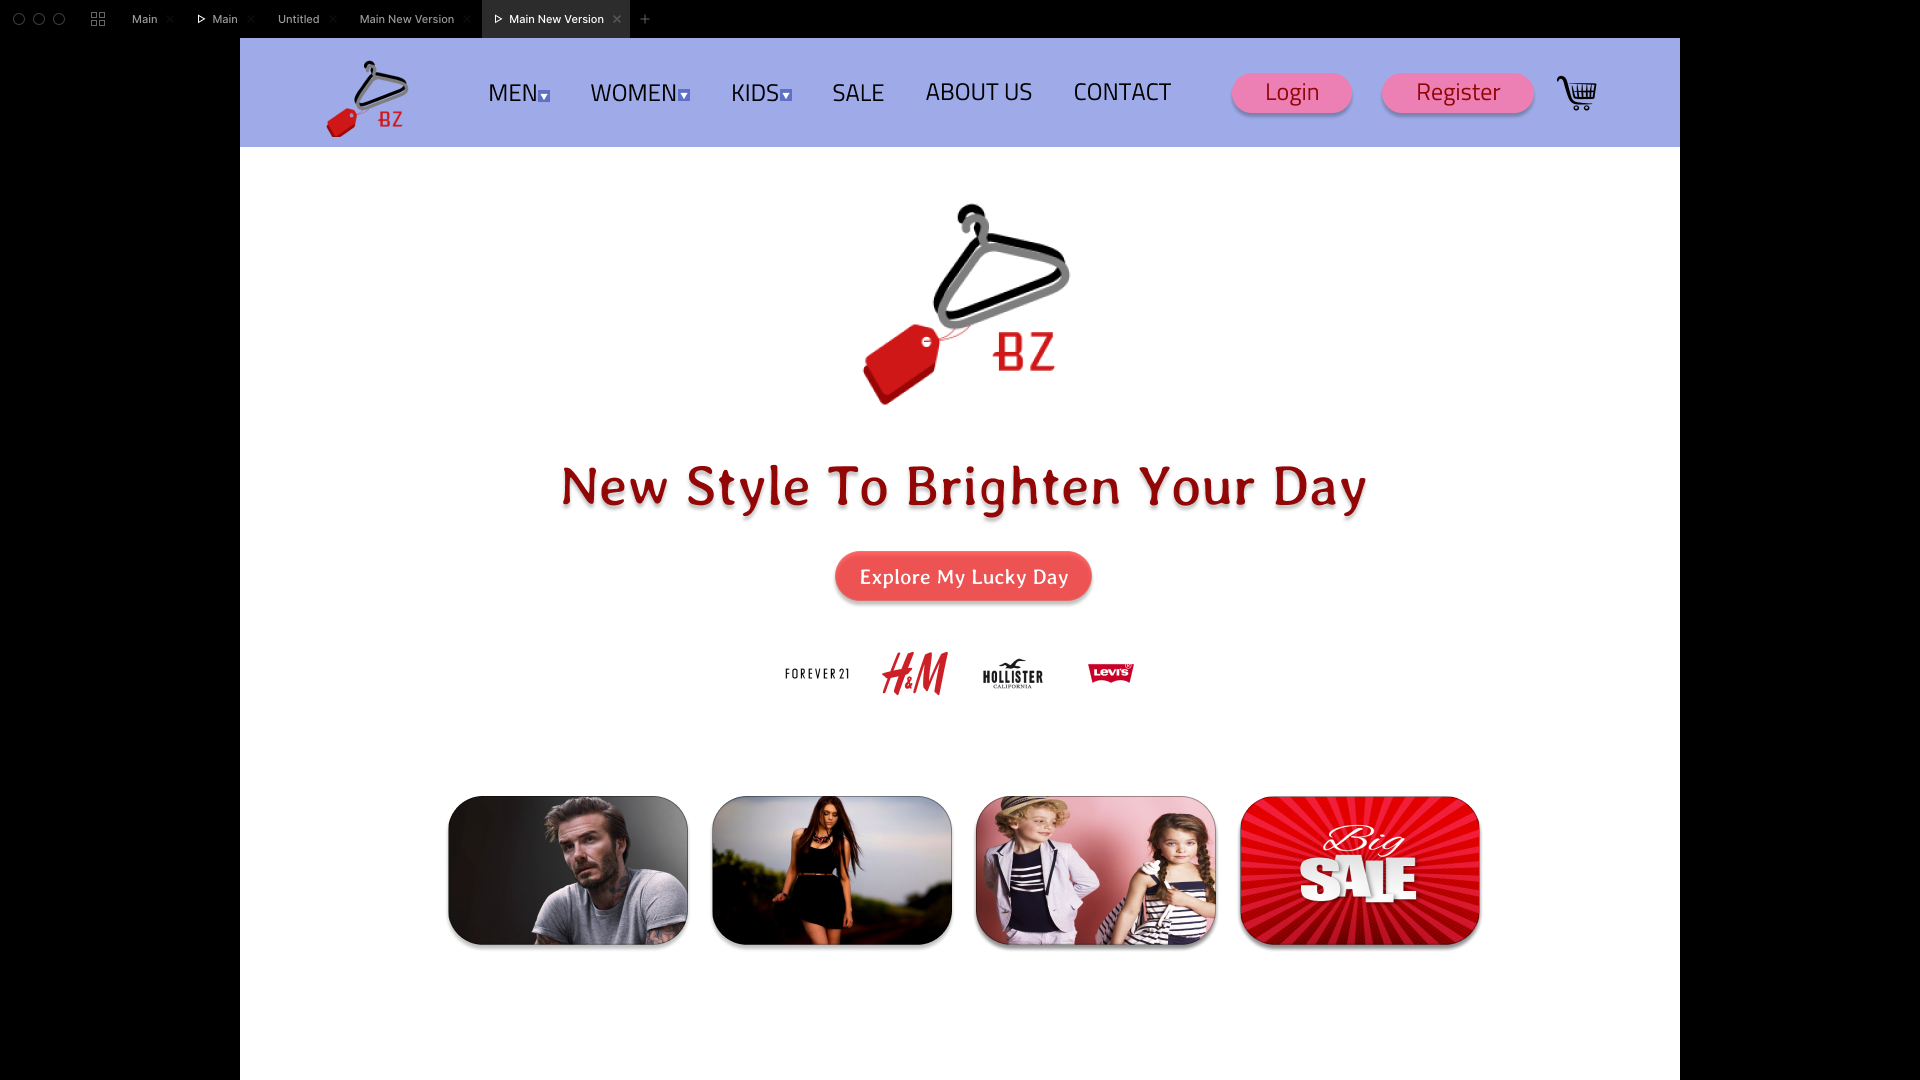 Main
Main
Untitled
Main New Version
Main New Version
BZ
MEN
WOMEN
KIDS
SALE
ABOUT US
CONTACT
Login
Register
BZ
New Style To Brighten Your Day
Explore My Lucky Day
FOREVER 21
H&M
HOLLISTER
CALIFORNIA
LEVI'S
Big
SALE